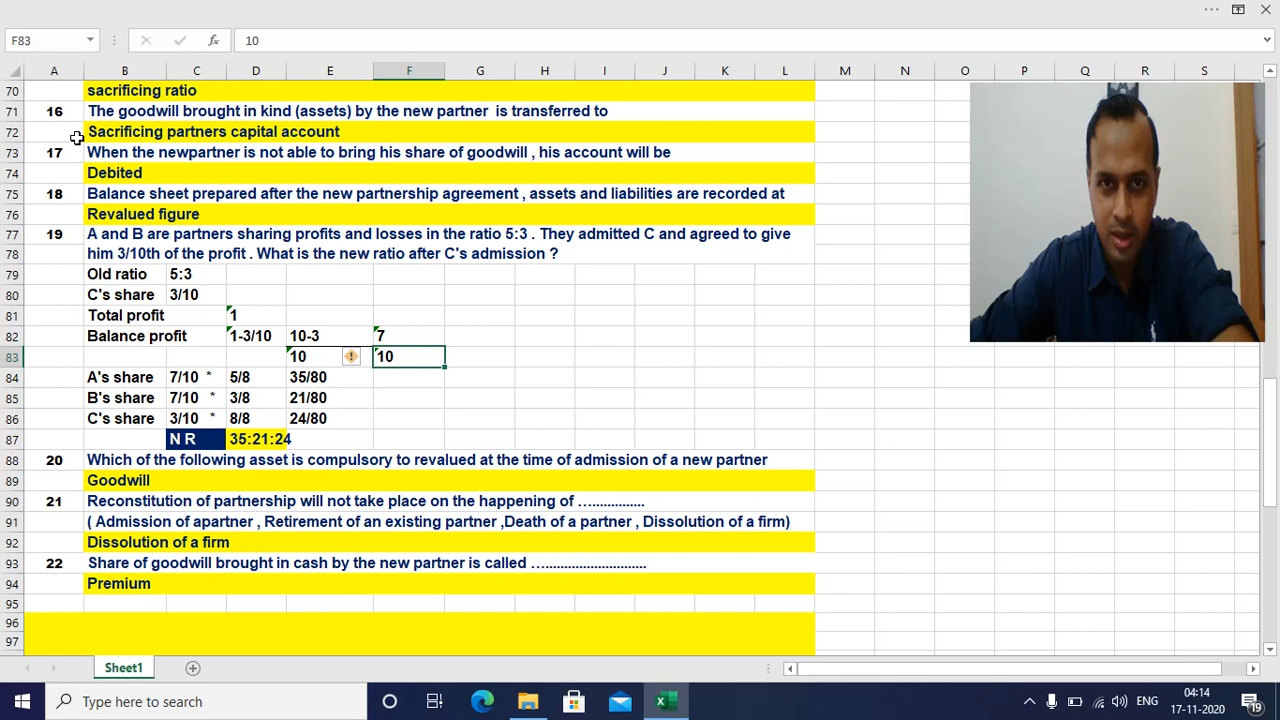 F83
fx
10
A B C D E F G H I J K L M N O P Q R S
70 sacrificing ratio
71 16 The goodwill brought in kind (assets) by the new partner is transferred to
72 Sacrificing partners capital account
73 17 When the newpartner is not able to bring his share of goodwill , his account will be
74 Debited
75 18 Balance sheet prepared after the new partnership agreement , assets and liabilities are recorded at
76 Revalued figure
77 19 A and B are partners sharing profits and losses in the ratio 5:3 . They admitted C and agreed to give
78 him 3/10th of the profit . What is the new ratio after C's admission ?
79 Old ratio 5:3
80 C's share 3/10
81 Total profit 1
82 Balance profit 1-3/10 10-3 7
83 10 10
84 A's share 7/10 * 5/8 35/80
85 B's share 7/10 * 3/8 21/80
86 C's share 3/10 * 8/8 24/80
87 N R 35:21:24
88 20 Which of the following asset is compulsory to revalued at the time of admission of a new partner
89 Goodwill
90 21 Reconstitution of partnership will not take place on the happening of …..............
91 ( Admission of apartner , Retirement of an existing partner ,Death of a partner , Dissolution of a firm)
92 Dissolution of a firm
93 22 Share of goodwill brought in cash by the new partner is called …..........................
94 Premium
95
96
97
Sheet1
Type here to search
ENG
04:14
17-11-2020
19